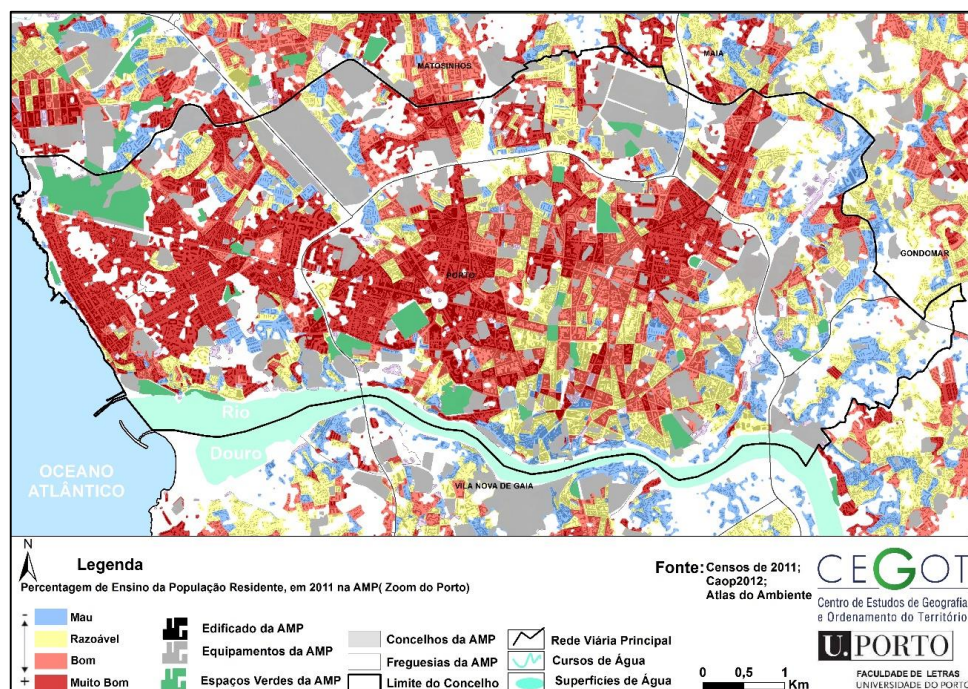 MATOSINHOS
MAIA
GONDOMAR
PORTO
Rio
Douro
OCEANO
ATLÂNTICO
VILA NOVA DE GAIA
N
Legenda
Percentagem de Ensino da População Residente, em 2011 na AMP( Zoom do Porto)
-
Mau
Razoável
Bom
+
Muito Bom
Edificado da AMP
Equipamentos da AMP
Espaços Verdes da AMP
Concelhos da AMP
Freguesias da AMP
Limite do Concelho
Rede Viária Principal
Cursos de Água
Superfícies de Água
Fonte: Censos de 2011;
Caop2012;
Atlas do Ambiente
0 0,5 1
Km
CEGOT
Centro de Estudos de Geografia
e Ordenamento do Território
U. PORTO
FACULDADE DE LETRAS
UNIVERSIDADE DO PORTO